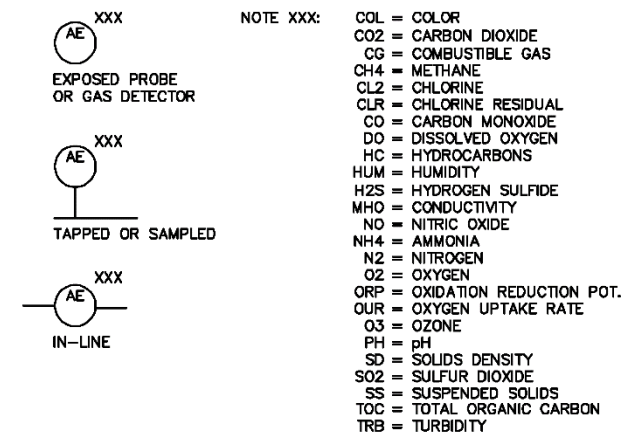 AE XXX
EXPOSED PROBE
OR GAS DETECTOR
AE XXX
TAPPED OR SAMPLED
AE XXX
IN-LINE
NOTE XXX:
COL = COLOR
CO2 = CARBON DIOXIDE
CG = COMBUSTIBLE GAS
CH4 = METHANE
CL2 = CHLORINE
CLR = CHLORINE RESIDUAL
CO = CARBON MONOXIDE
DO = DISSOLVED OXYGEN
HC = HYDROCARBONS
HUM = HUMIDITY
H2S = HYDROGEN SULFIDE
MHO = CONDUCTIVITY
NO = NITRIC OXIDE
NH4 = AMMONIA
N2 = NITROGEN
O2 = OXYGEN
ORP = OXIDATION REDUCTION POT.
OUR = OXYGEN UPTAKE RATE
O3 = OZONE
PH = pH
SD = SOLIDS DENSITY
SO2 = SULFUR DIOXIDE
SS = SUSPENDED SOLIDS
TOC = TOTAL ORGANIC CARBON
TRB = TURBIDITY